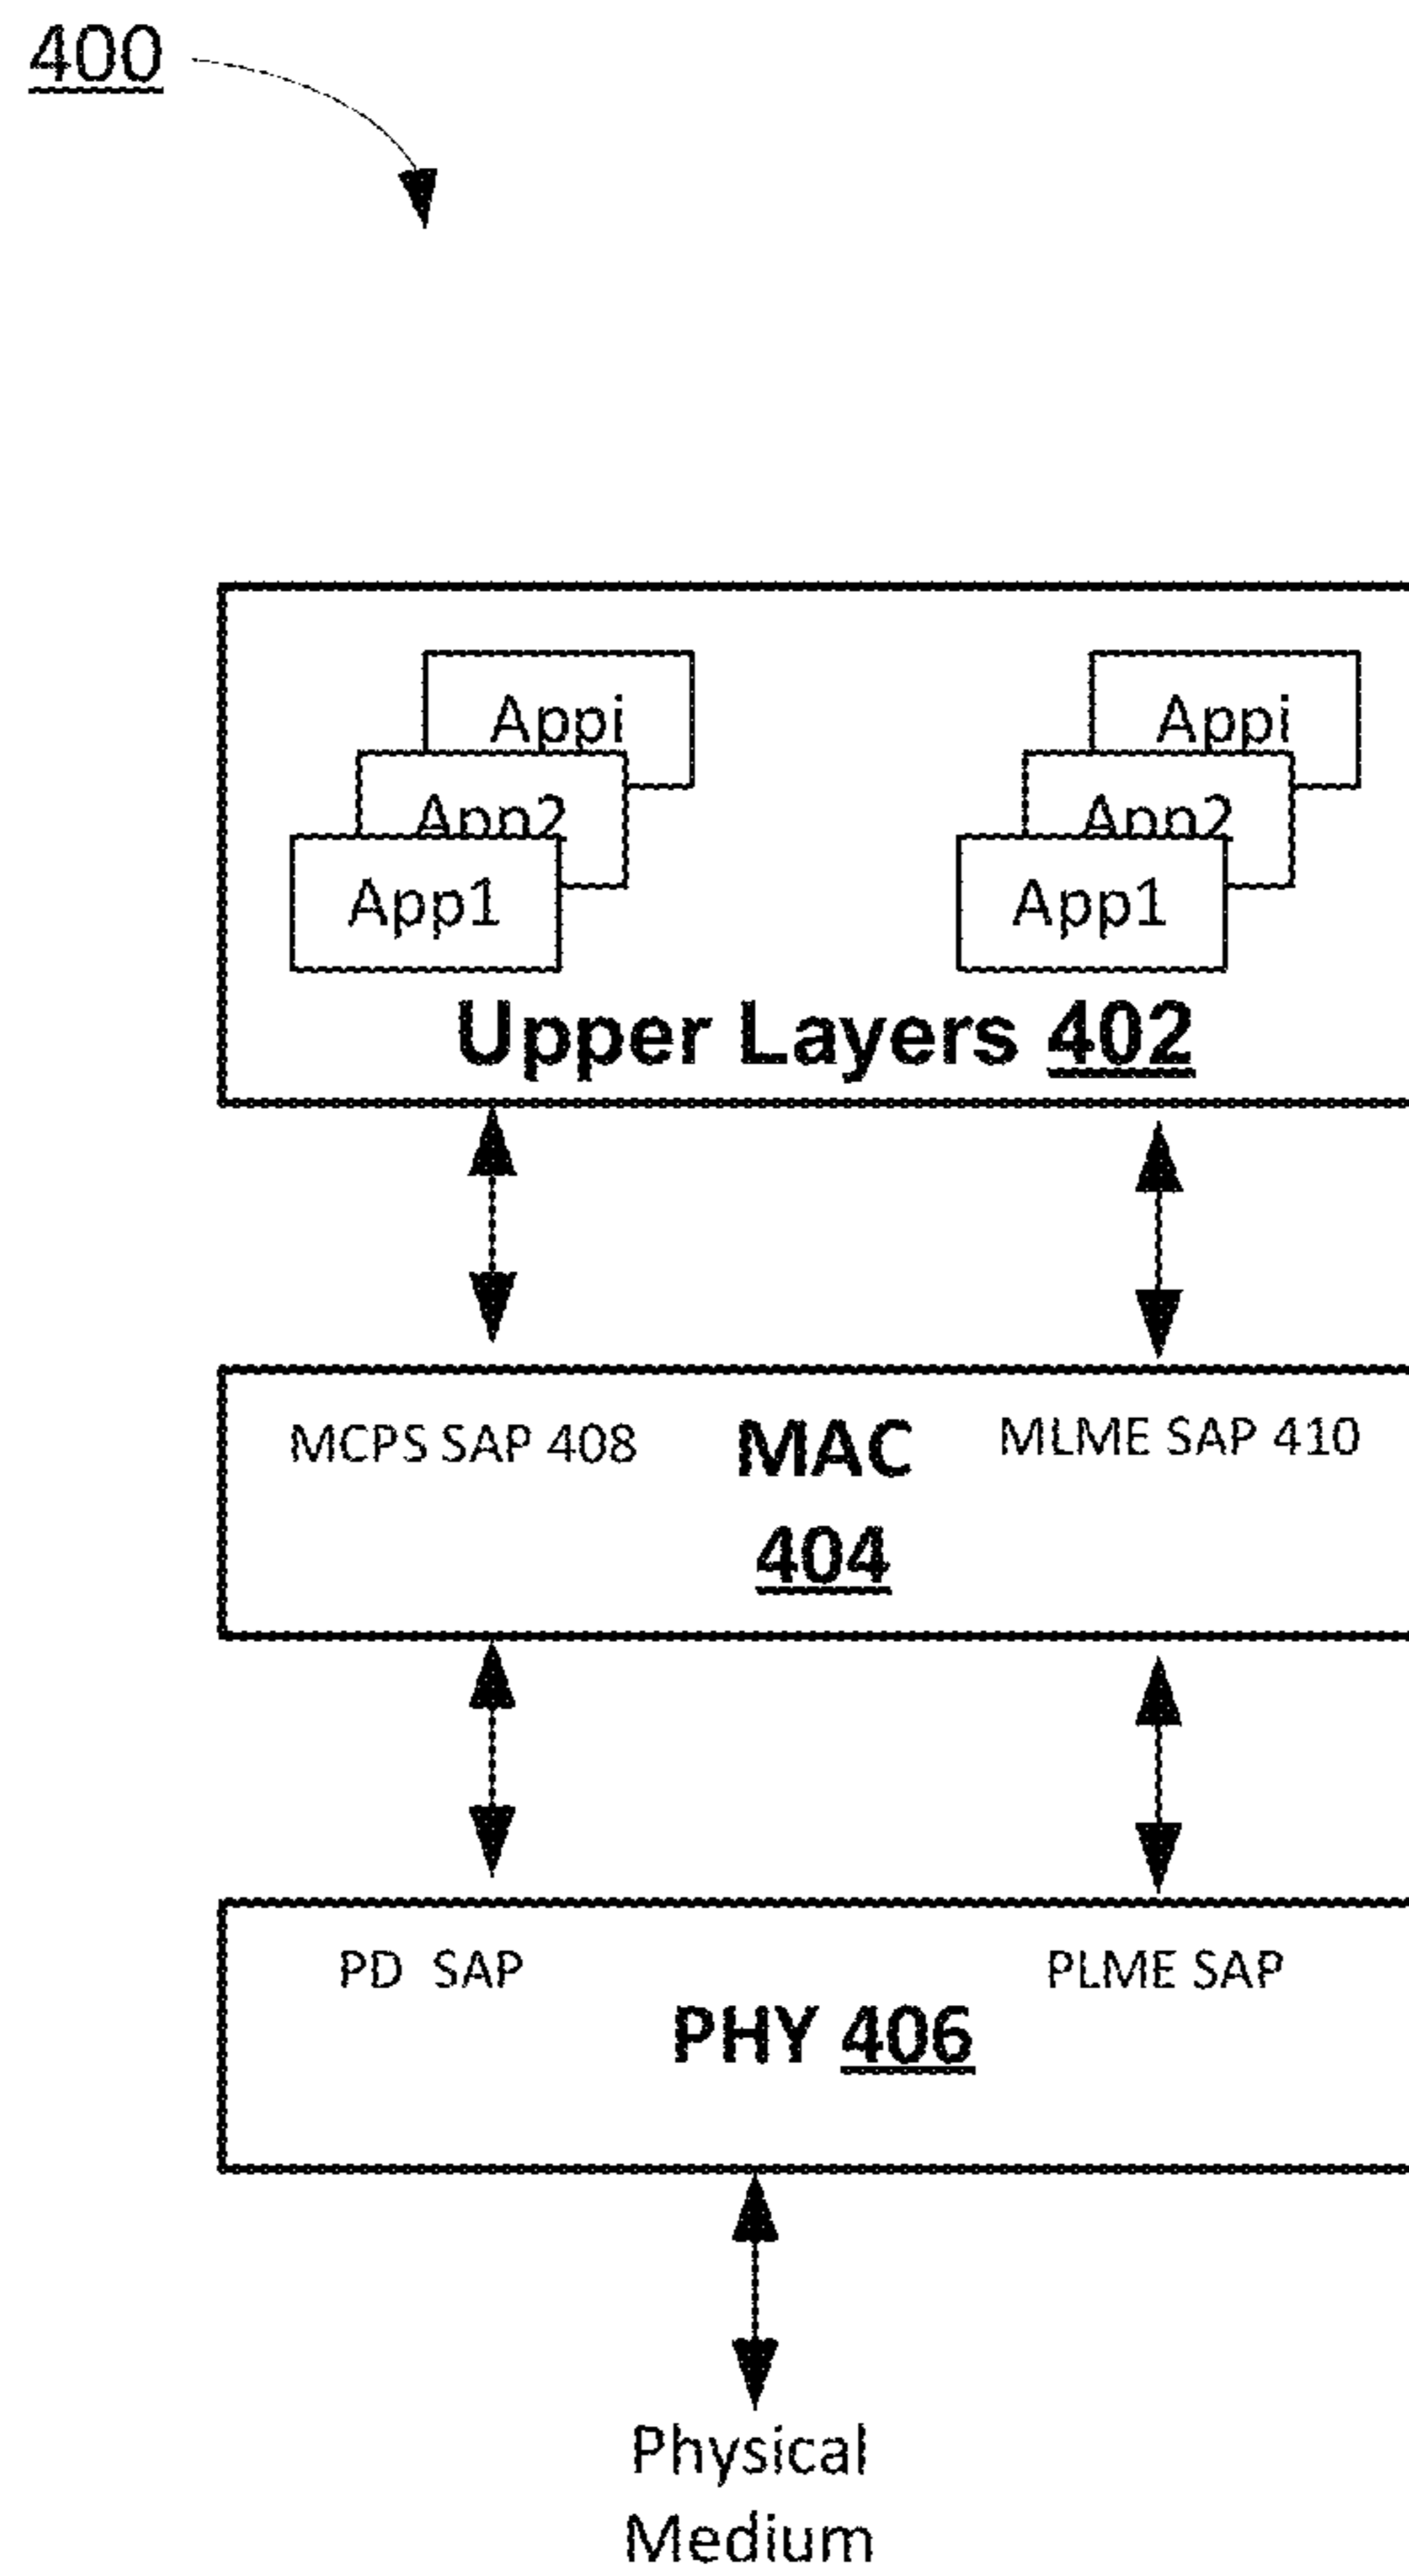 400
Appi
App2
App1
Appi
App2
App1
Upper Layers 402
MCPS SAP 408
MAC
404
MLME SAP 410
PD SAP
PLME SAP
PHY 406
Physical
Medium